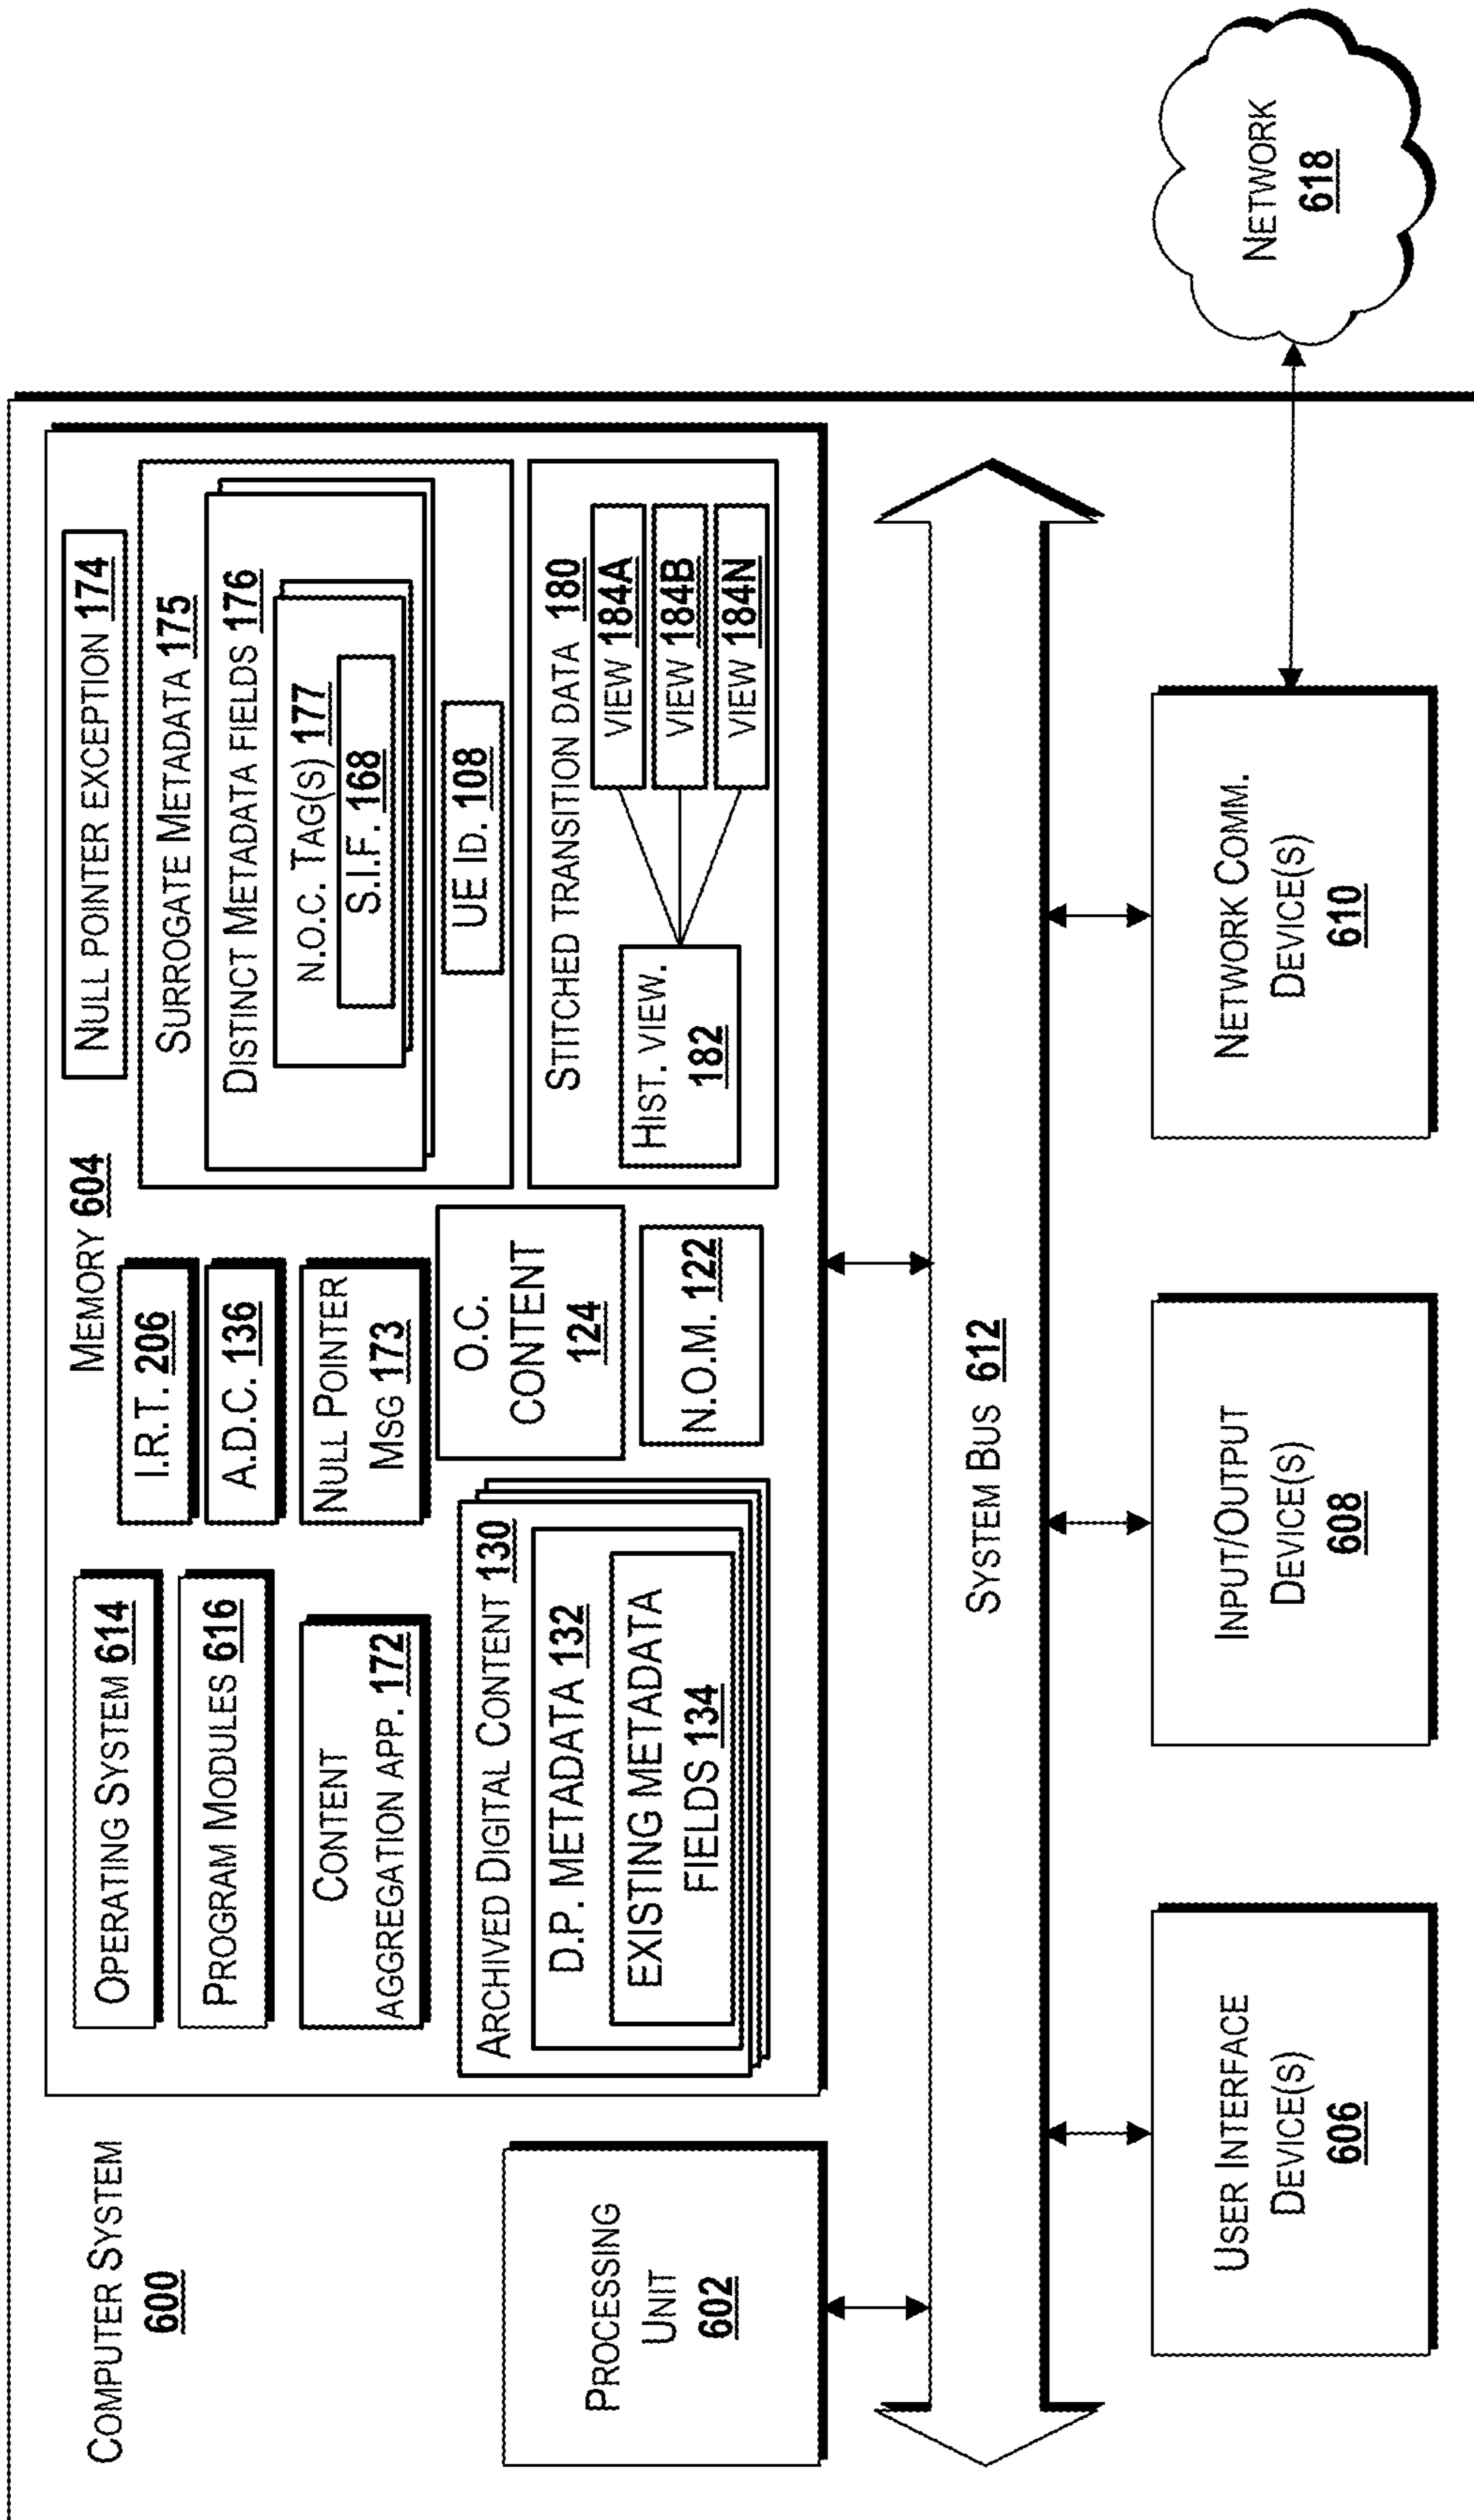 COMPUTER SYSTEM
600
PROCESSING
UNIT
602
MEMORY 604
OPERATING SYSTEM 614
PROGRAM MODULES 616
CONTENT
AGGREGATION APP. 172
ARCHIVED DIGITAL CONTENT 130
D.P. METADATA 132
EXISTING METADATA
FIELDS 134
I.R.T. 206
A.D.C. 136
NULL POINTER
MSG 173
O.C.
CONTENT
124
N.O.M. 122
NULL POINTER EXCEPTION 174
SURROGATE METADATA 175
DISTINCT METADATA FIELDS 176
N.O.C. TAG(S) 177
S.I.F. 168
UE ID. 108
STITCHED TRANSITION DATA 180
HIST. VIEW.
182
VIEW 184A
VIEW 184B
VIEW 184N
SYSTEM BUS 612
USER INTERFACE
DEVICE(S)
606
INPUT/OUTPUT
DEVICE(S)
608
NETWORK COMM.
DEVICE(S)
610
NETWORK
618